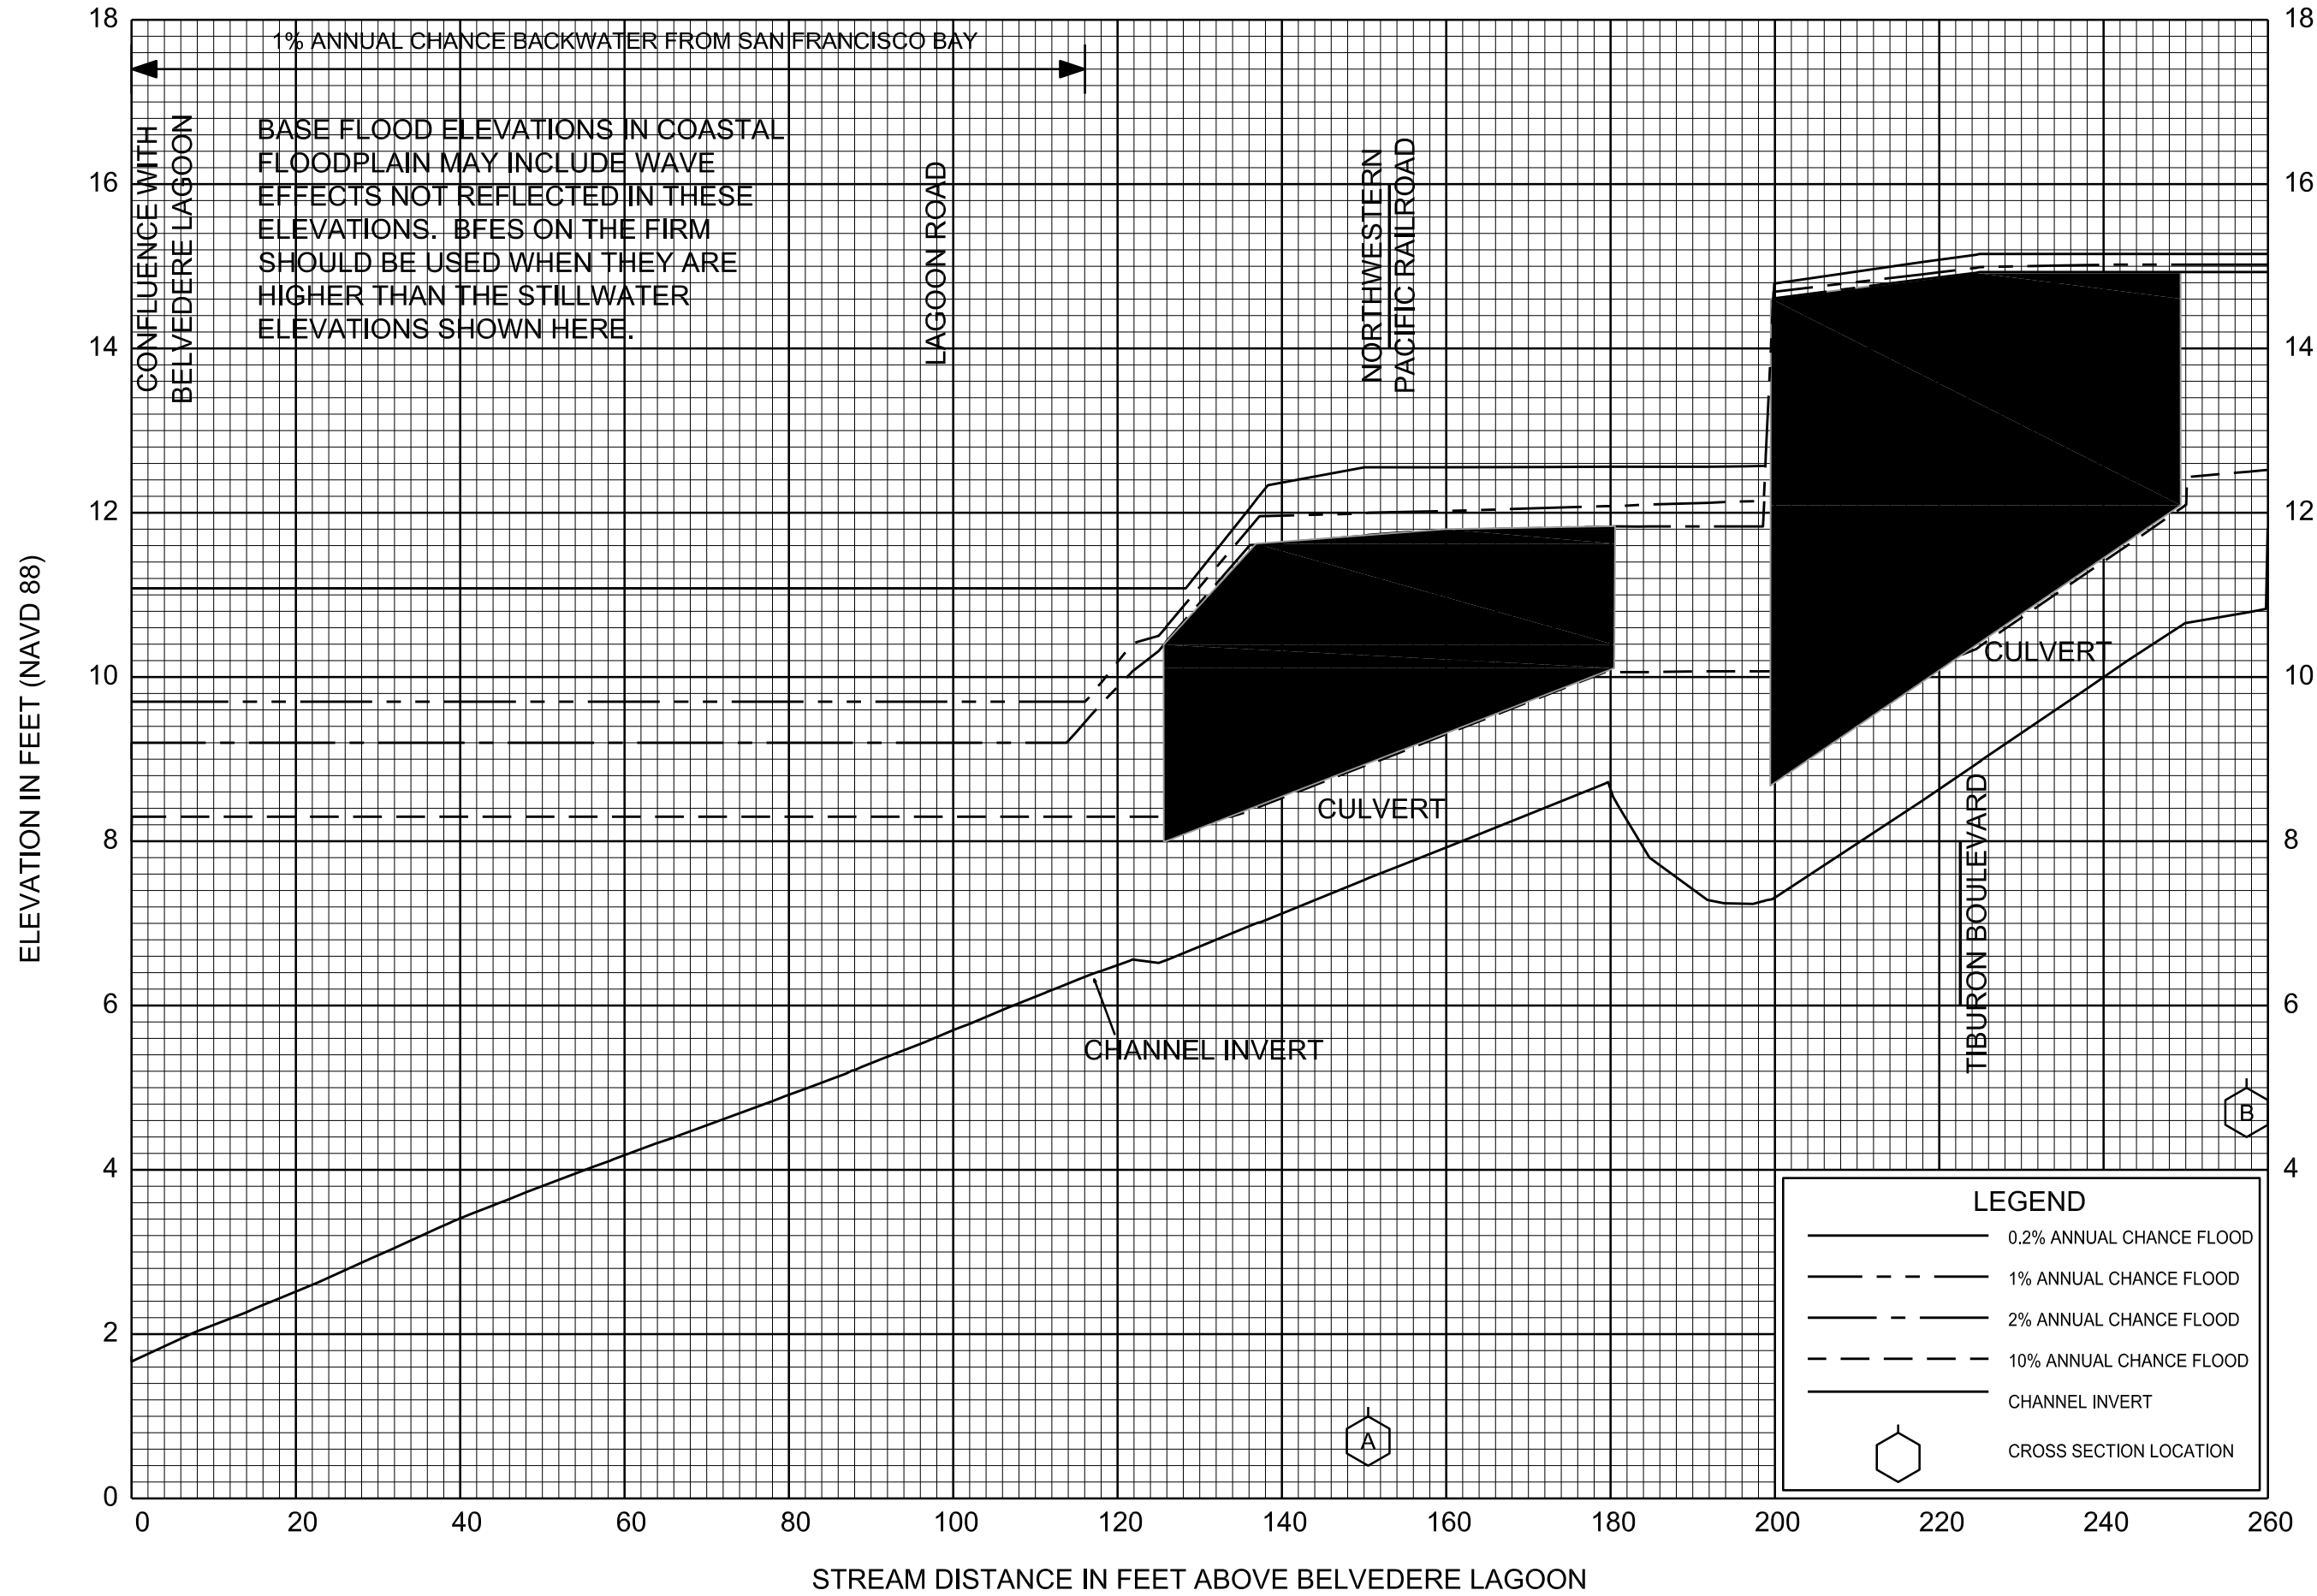 1% ANNUAL CHANCE BACKWATER FROM SAN FRANCISCO BAY
CONFLUENCE WITH
BELVEDERE LAGOON
BASE FLOOD ELEVATIONS IN COASTAL
FLOODPLAIN MAY INCLUDE WAVE
EFFECTS NOT REFLECTED IN THESE
ELEVATIONS. BFES ON THE FIRM
SHOULD BE USED WHEN THEY ARE
HIGHER THAN THE STILLWATER
ELEVATIONS SHOWN HERE.
LAGOON ROAD
NORTHWESTERN
PACIFIC RAILROAD
ELEVATION IN FEET (NAVD 88)
18
16
14
12
10
8
6
4
2
0
18
16
14
12
10
8
6
4
CULVERT
CULVERT
TIBURON BOULEVARD
CHANNEL INVERT
A
B
LEGEND
0.2% ANNUAL CHANCE FLOOD
1% ANNUAL CHANCE FLOOD
2% ANNUAL CHANCE FLOOD
10% ANNUAL CHANCE FLOOD
CHANNEL INVERT
CROSS SECTION LOCATION
0 20 40 60 80 100 120 140 160 180 200 220 240 260
STREAM DISTANCE IN FEET ABOVE BELVEDERE LAGOON